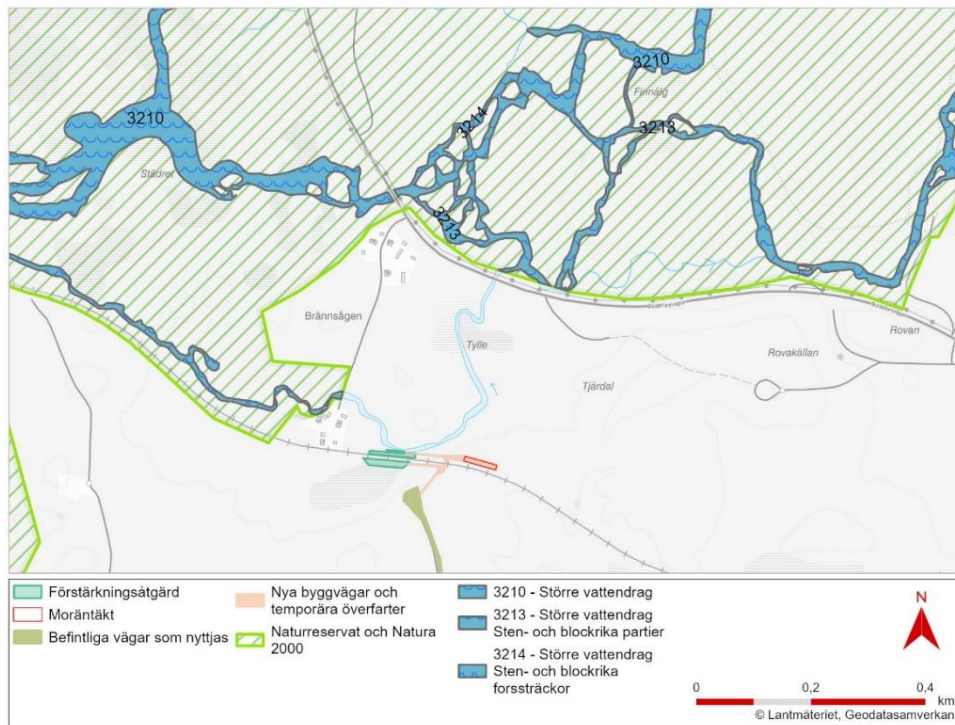 3210
Finnälg
3210
3214
3213
Städret
3213
Brännsågen
Tylle
Rovan
Rovakällan
Tjärdal
Förstärkningsåtgärd
Moräntäkt
Befintliga vägar som nyttjas
Nya byggvägar och
temporära överfarter
Naturreservat och Natura
2000
3210 - Större vattendrag
3213 - Större vattendrag
Sten- och blockrika partier
3214 - Större vattendrag
Sten- och blockrika
forssträckor
N
0 0,2 0,4
km
© Lantmäteriet, Geodatasamverkan